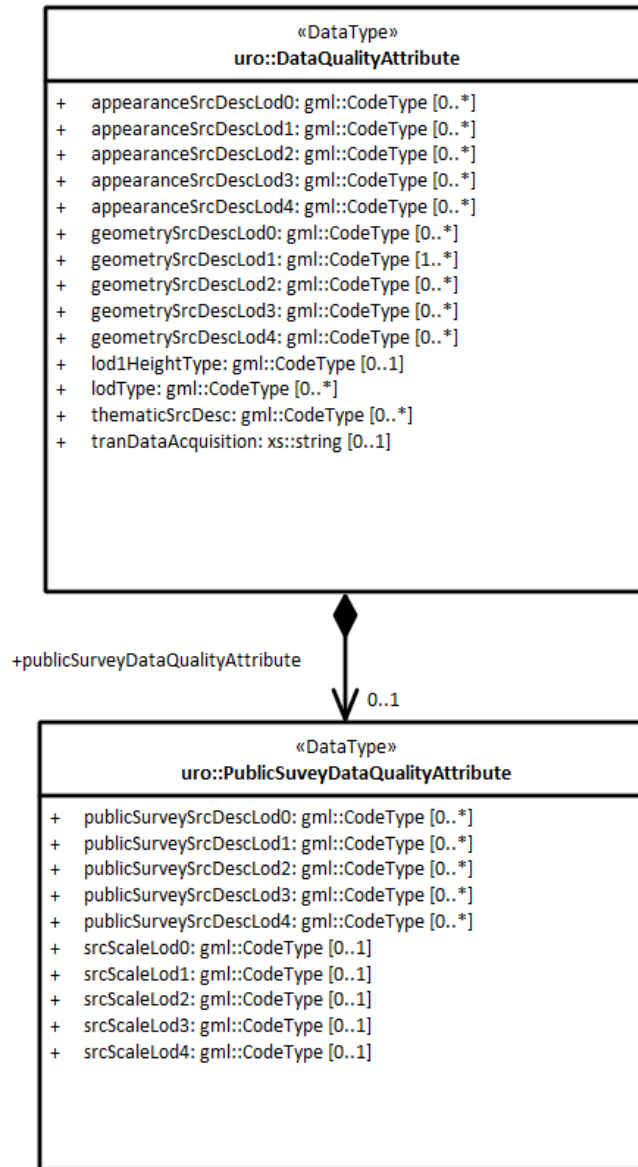 «DataType»
uro::DataQualityAttribute
+ appearanceSrcDescLod0: gml::CodeType [0..*]
+ appearanceSrcDescLod1: gml::CodeType [0..*]
+ appearanceSrcDescLod2: gml::CodeType [0..*]
+ appearanceSrcDescLod3: gml::CodeType [0..*]
+ appearanceSrcDescLod4: gml::CodeType [0..*]
+ geometrySrcDescLod0: gml::CodeType [0..*]
+ geometrySrcDescLod1: gml::CodeType [1..*]
+ geometrySrcDescLod2: gml::CodeType [0..*]
+ geometrySrcDescLod3: gml::CodeType [0..*]
+ geometrySrcDescLod4: gml::CodeType [0..*]
+ lod1HeightType: gml::CodeType [0..1]
+ lodType: gml::CodeType [0..*]
+ thematicSrcDesc: gml::CodeType [0..*]
+ tranDataAcquisition: xs::string [0..1]
+publicSurveyDataQualityAttribute
0..1
«DataType»
uro::PublicSuveyDataQualityAttribute
+ publicSurveySrcDescLod0: gml::CodeType [0..*]
+ publicSurveySrcDescLod1: gml::CodeType [0..*]
+ publicSurveySrcDescLod2: gml::CodeType [0..*]
+ publicSurveySrcDescLod3: gml::CodeType [0..*]
+ publicSurveySrcDescLod4: gml::CodeType [0..*]
+ srcScaleLod0: gml::CodeType [0..1]
+ srcScaleLod1: gml::CodeType [0..1]
+ srcScaleLod2: gml::CodeType [0..1]
+ srcScaleLod3: gml::CodeType [0..1]
+ srcScaleLod4: gml::CodeType [0..1]